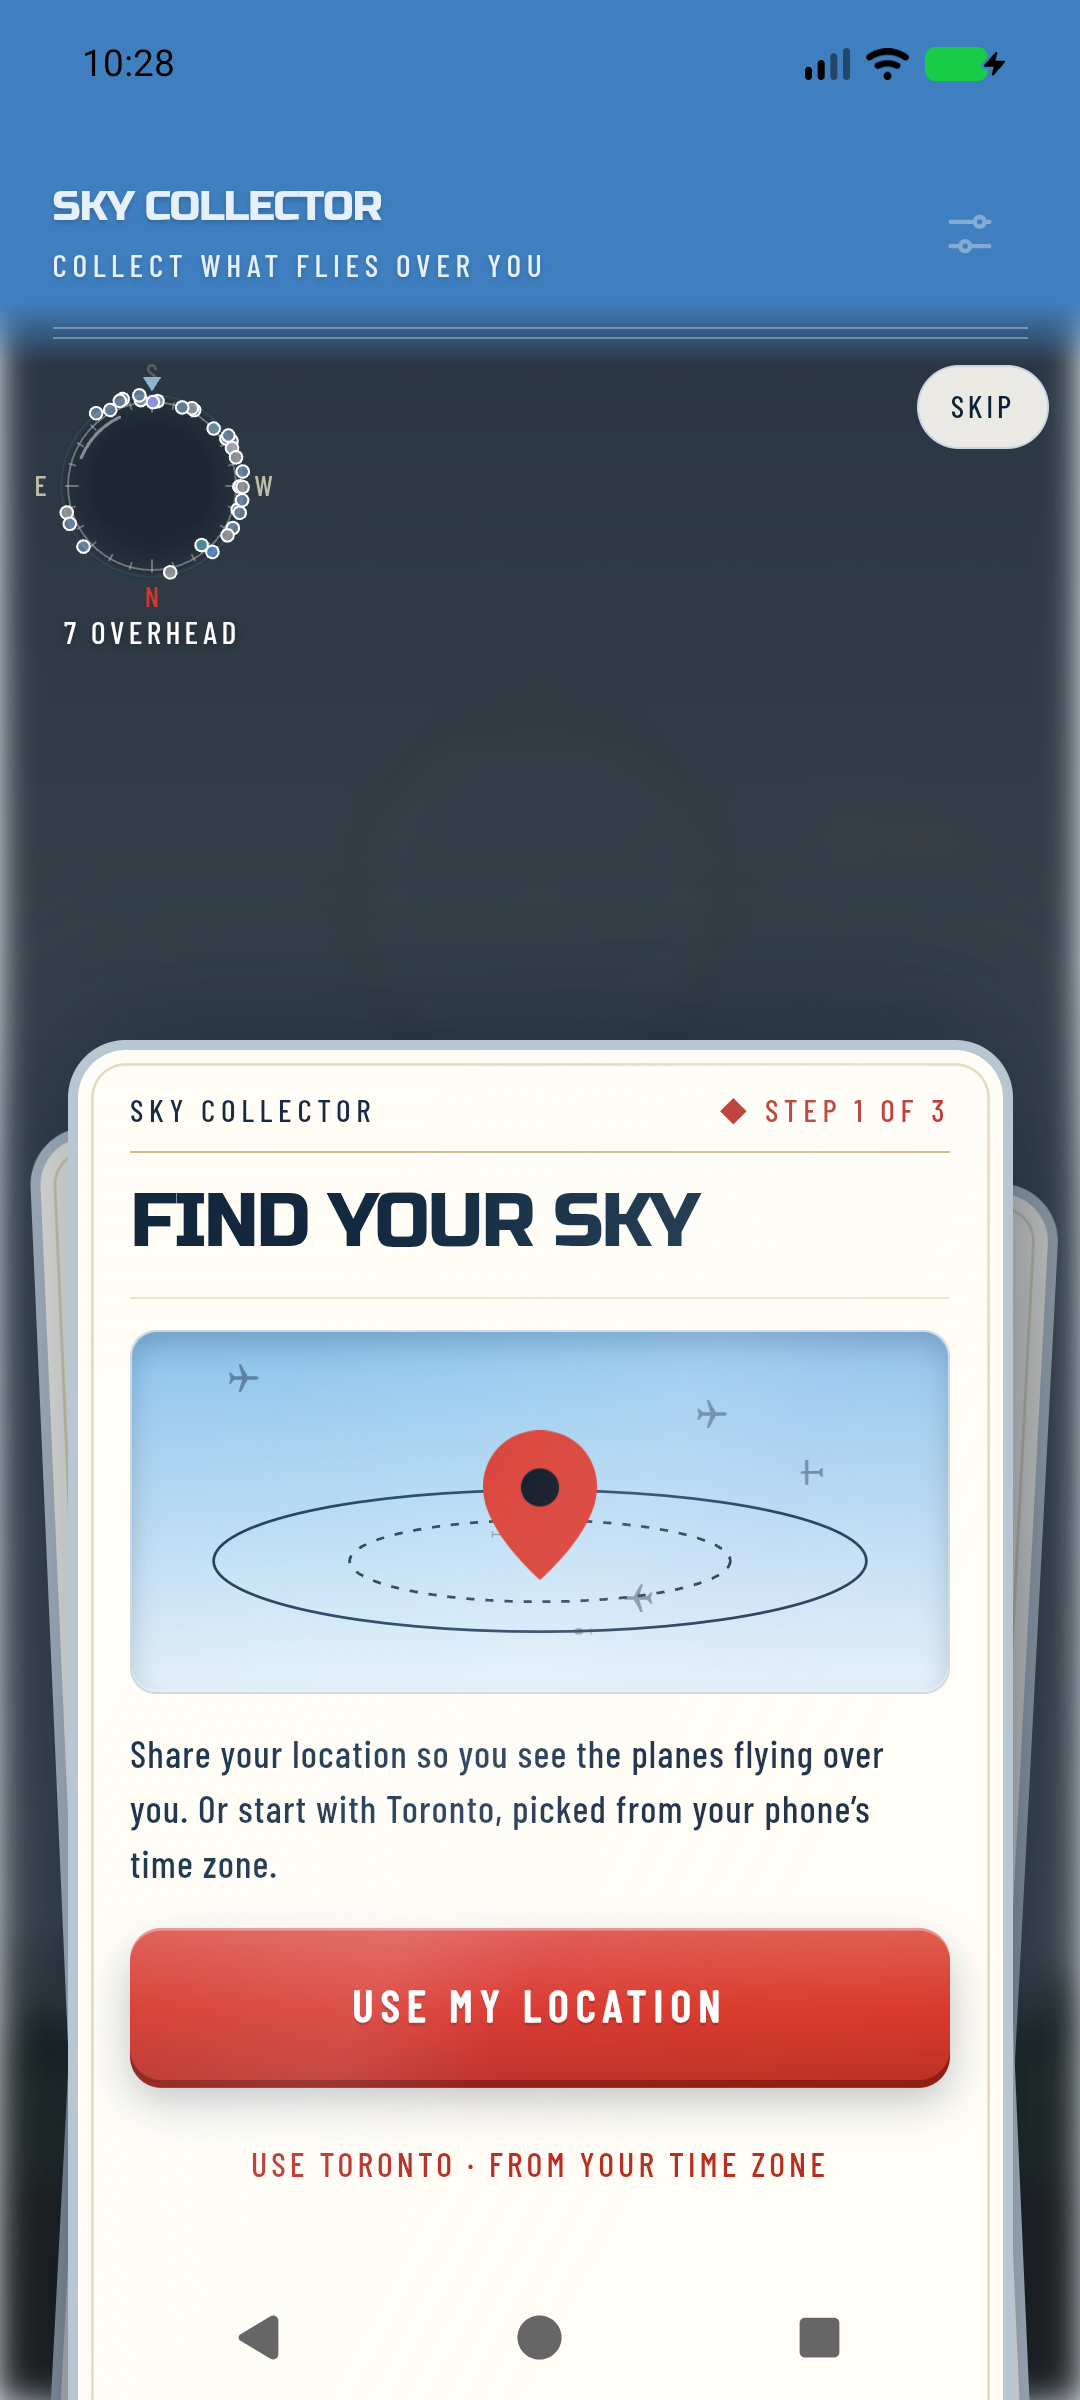 10:28
SKY COLLECTOR
COLLECT WHAT FLIES OVER YOU
SKIP
S
E
W
N
7 OVERHEAD
SKY COLLECTOR
STEP 1 OF 3
FIND YOUR SKY
Share your location so you see the planes flying over
you. Or start with Toronto, picked from your phone’s
time zone.
USE MY LOCATION
USE TORONTO · FROM YOUR TIME ZONE